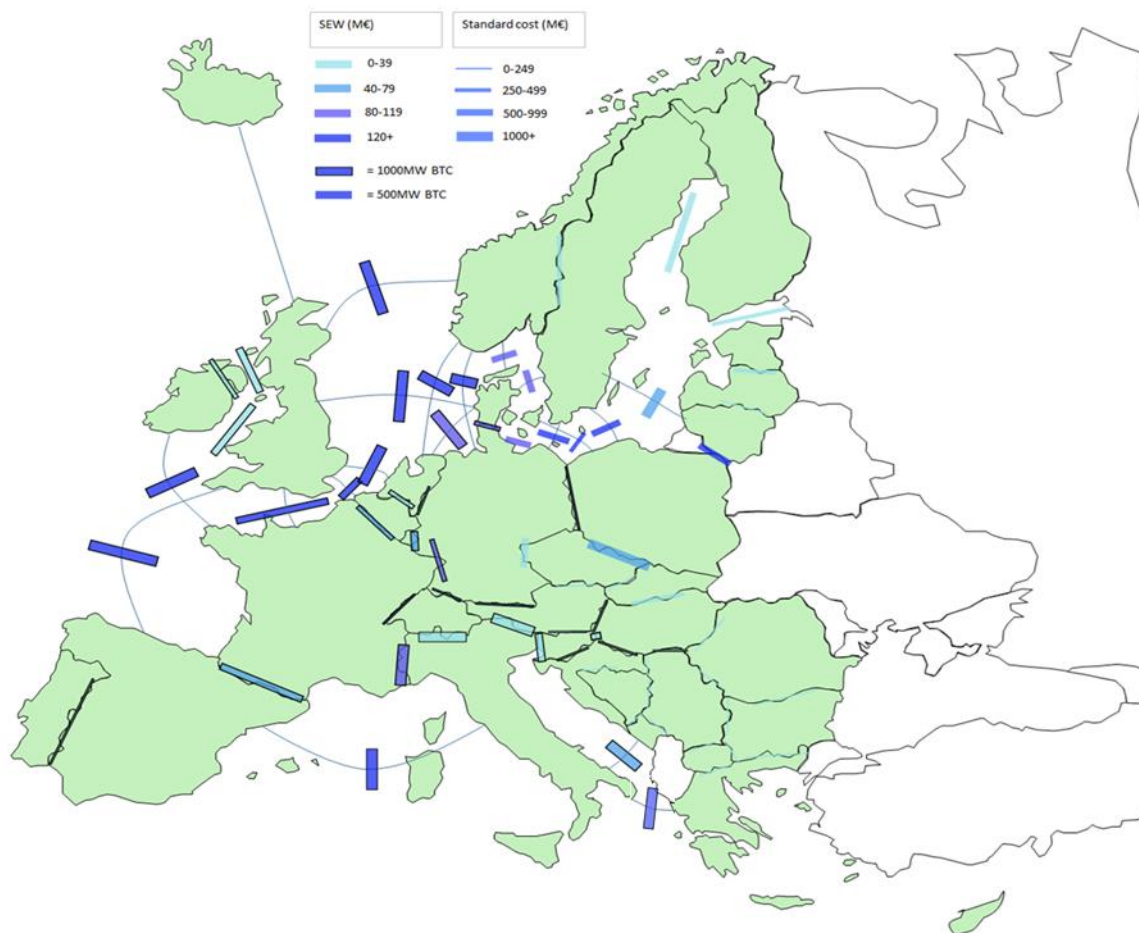 SEW (M€)
Standard cost (M€)
0-39
0-249
40-79
250-499
80-119
500-999
120+
1000+
= 1000MW BTC
= 500MW BTC